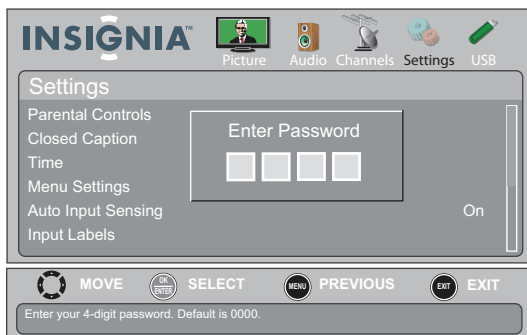 INSIGNIA™
Picture Audio Channels Settings USB
Settings
Parental Controls
Closed Caption
Time
Menu Settings
Auto Input Sensing On
Input Labels
Enter Password
MOVE OK ENTER SELECT MENU PREVIOUS EXIT EXIT
Enter your 4-digit password. Default is 0000.